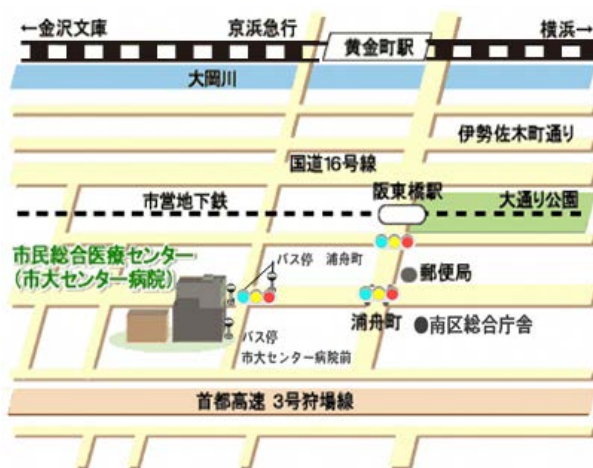 ←金沢文庫
京浜急行
黄金町駅
横浜→
大岡川
伊勢佐木町通り
国道16号線
阪東橋駅
市営地下鉄
大通り公園
市民総合医療センター
(市大センター病院)
バス停 浦舟町
郵便局
浦舟町
●南区総合庁舎
バス停
市大センター病院前
首都高速 3号狩場線